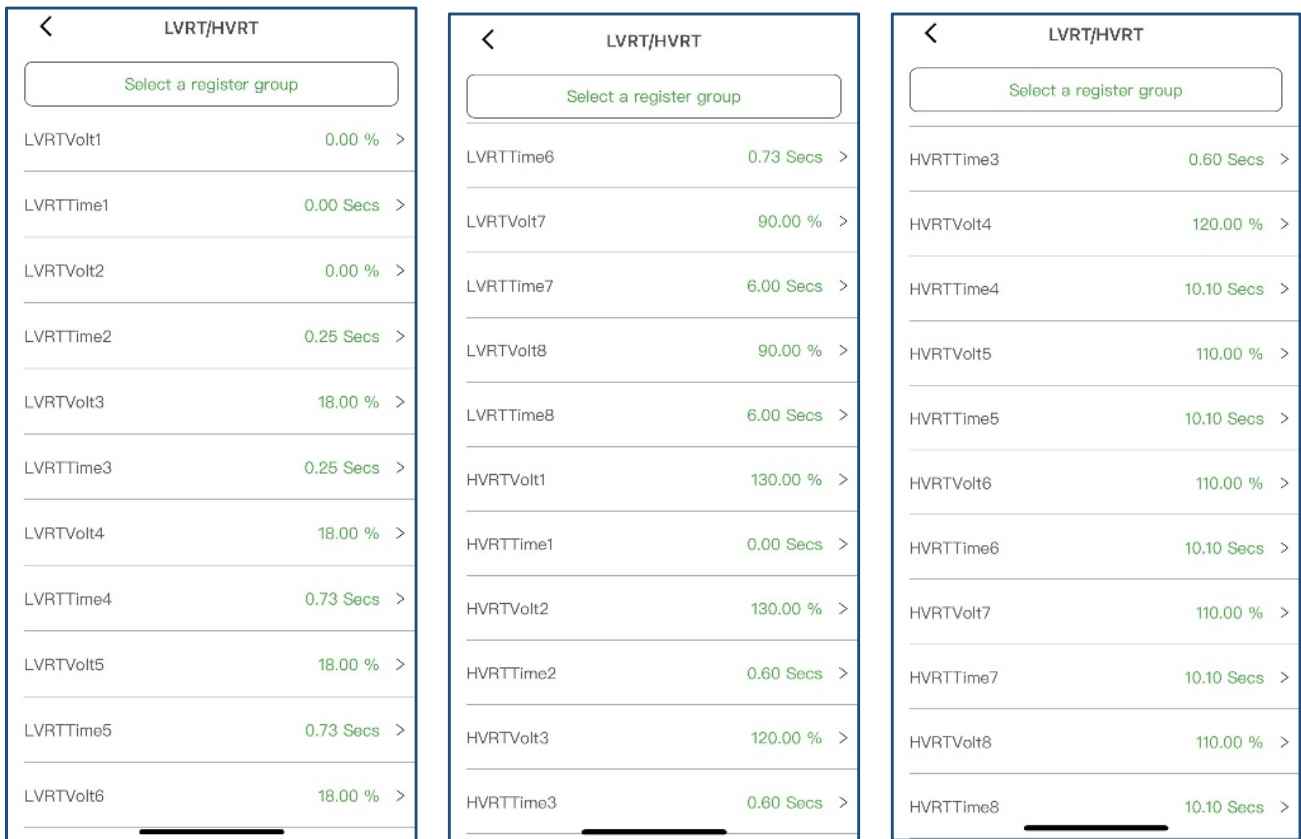 LVRT/HVRT
Select a register group
LVRTVolt1 0.00 %
LVRTTime1 0.00 Secs
LVRTVolt2 0.00 %
LVRTTime2 0.25 Secs
LVRTVolt3 18.00 %
LVRTTime3 0.25 Secs
LVRTVolt4 18.00 %
LVRTTime4 0.73 Secs
LVRTVolt5 18.00 %
LVRTTime5 0.73 Secs
LVRTVolt6 18.00 %
LVRT/HVRT
Select a register group
LVRTTime6 0.73 Secs
LVRTVolt7 90.00 %
LVRTTime7 6.00 Secs
LVRTVolt8 90.00 %
LVRTTime8 6.00 Secs
HVRTVolt1 130.00 %
HVRTTime1 0.00 Secs
HVRTVolt2 130.00 %
HVRTTime2 0.60 Secs
HVRTVolt3 120.00 %
HVRTTime3 0.60 Secs
LVRT/HVRT
Select a register group
HVRTTime3 0.60 Secs
HVRTVolt4 120.00 %
HVRTTime4 10.10 Secs
HVRTVolt5 110.00 %
HVRTTime5 10.10 Secs
HVRTVolt6 110.00 %
HVRTTime6 10.10 Secs
HVRTVolt7 110.00 %
HVRTTime7 10.10 Secs
HVRTVolt8 110.00 %
HVRTTime8 10.10 Secs